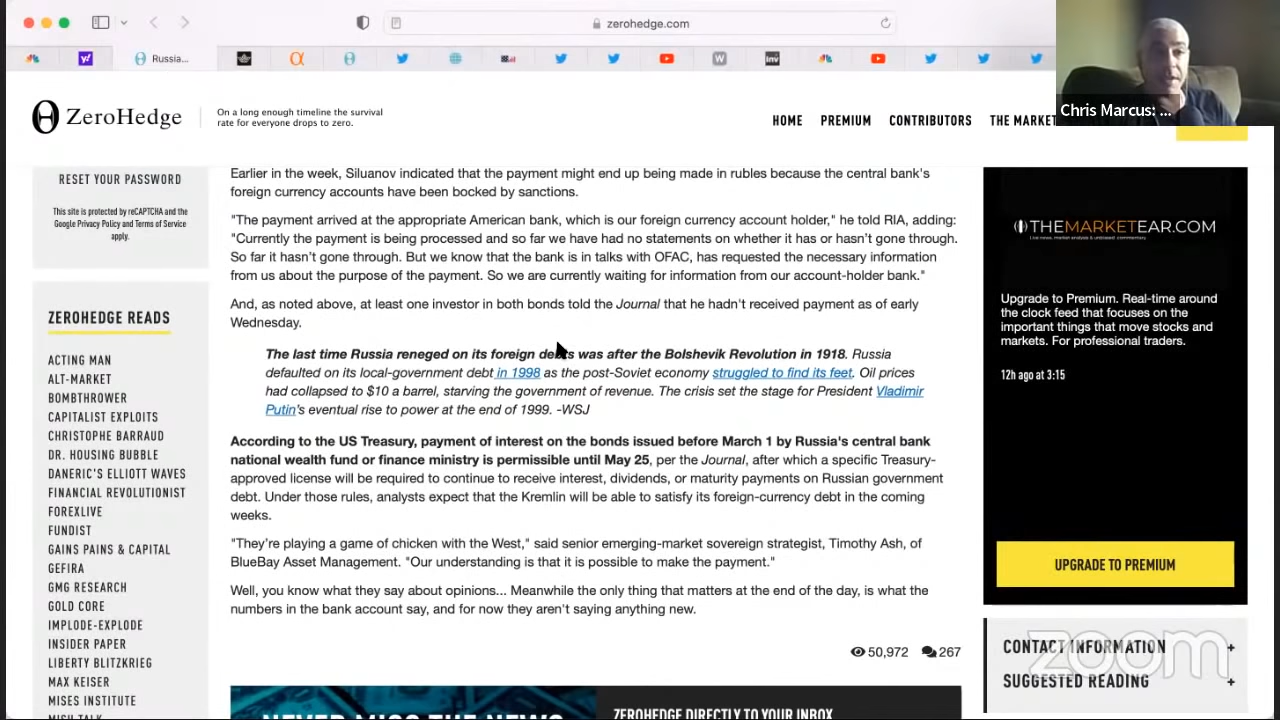 zerohedge.com
Russia...
ZeroHedge
On a long enough timeline the survival
rate for everyone drops to zero.
HOME PREMIUM CONTRIBUTORS THE MARKET
Chris Marcus: ...
RESET YOUR PASSWORD
This site is protected by reCAPTCHA and the
Google Privacy Policy and Terms of Service
apply.
ZEROHEDGE READS
ACTING MAN
ALT-MARKET
BOMBTHROWER
CAPITALIST EXPLOITS
CHRISTOPHE BARRAUD
DR. HOUSING BUBBLE
DANERIC'S ELLIOTT WAVES
FINANCIAL REVOLUTIONIST
FOREXLIVE
FUNDIST
GAINS PAINS & CAPITAL
GEFIRA
GMG RESEARCH
GOLD CORE
IMPLODE-EXPLODE
INSIDER PAPER
LIBERTY BLITZKRIEG
MAX KEISER
MISES INSTITUTE
MISH TALK
Earlier in the week, Siluanov indicated that the payment might end up being made in rubles because the central bank's
foreign currency accounts have been bocked by sanctions.
"The payment arrived at the appropriate American bank, which is our foreign currency account holder," he told RIA, adding:
"Currently the payment is being processed and so far we have had no statements on whether it has or hasn't gone through.
So far it hasn't gone through. But we know that the bank is in talks with OFAC, has requested the necessary information
from us about the purpose of the payment. So we are currently waiting for information from our account-holder bank."
And, as noted above, at least one investor in both bonds told the Journal that he hadn't received payment as of early
Wednesday.
The last time Russia reneged on its foreign debts was after the Bolshevik Revolution in 1918. Russia
defaulted on its local-government debt in 1998 as the post-Soviet economy struggled to find its feet. Oil prices
had collapsed to $10 a barrel, starving the government of revenue. The crisis set the stage for President Vladimir
Putin's eventual rise to power at the end of 1999. -WSJ
According to the US Treasury, payment of interest on the bonds issued before March 1 by Russia's central bank
national wealth fund or finance ministry is permissible until May 25, per the Journal, after which a specific Treasury-
approved license will be required to continue to receive interest, dividends, or maturity payments on Russian government
debt. Under those rules, analysts expect that the Kremlin will be able to satisfy its foreign-currency debt in the coming
weeks.
"They're playing a game of chicken with the West," said senior emerging-market sovereign strategist, Timothy Ash, of
BlueBay Asset Management. "Our understanding is that it is possible to make the payment."
Well, you know what they say about opinions... Meanwhile the only thing that matters at the end of the day, is what the
numbers in the bank account say, and for now they aren't saying anything new.
50,972 267
NEVER MISS THE NEWS
ZEROHEDGE DIRECTLY TO YOUR INBOX
THEMARKETEAR.COM
Upgrade to Premium. Real-time around
the clock feed that focuses on the
important things that move stocks and
markets. For professional traders.
12h ago at 3:15
UPGRADE TO PREMIUM
CONTACT INFORMATION +
SUGGESTED READING +
zoom